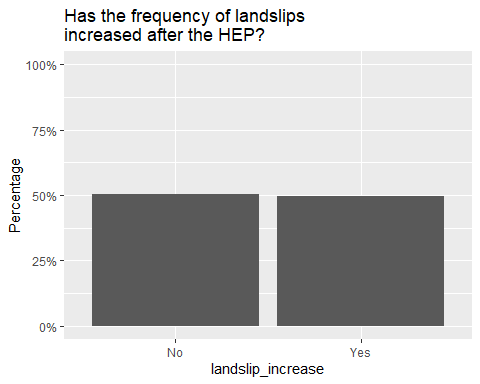 Has the frequency of landslips
increased after the HEP?
100%
75%
50%
25%
0%
Percentage
No
Yes
landslip_increase